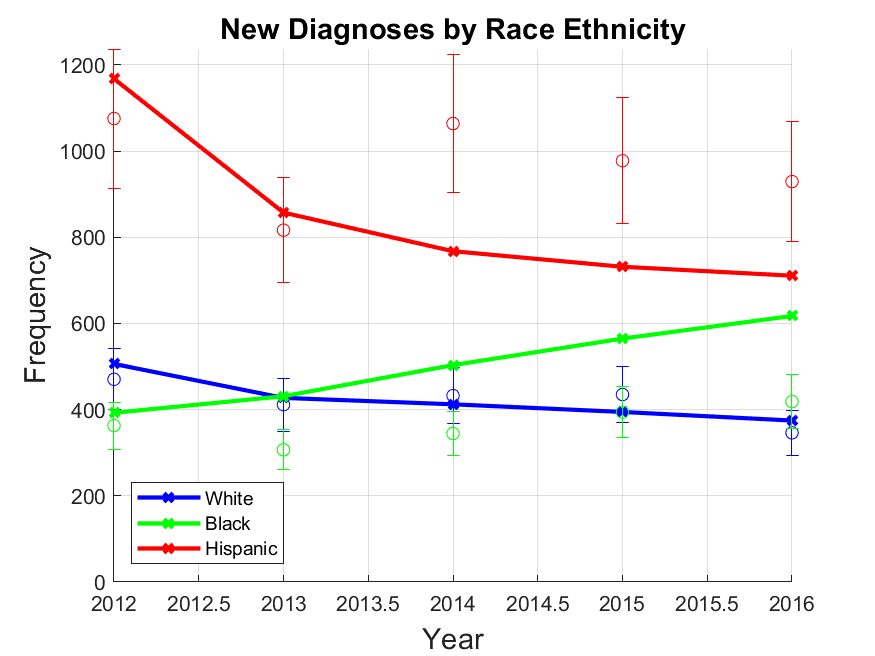 New Diagnoses by Race Ethnicity
1200
1000
800
600
400
200
0
Frequency
White
Black
Hispanic
2012 2012.5 2013 2013.5 2014 2014.5 2015 2015.5 2016
Year